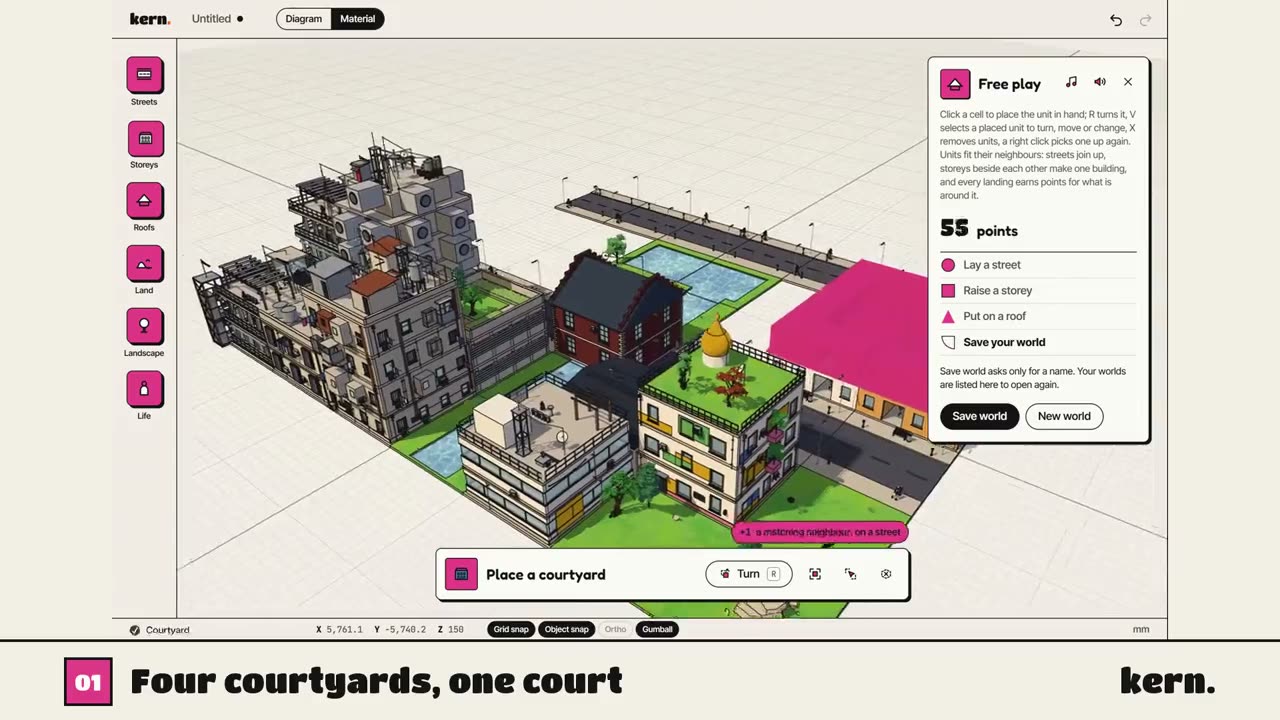 kern.
Untitled
Diagram
Material
Streets
Storeys
Roofs
Land
Landscape
Life
Free play
Click a cell to place the unit in hand; R turns it, V
selects a placed unit to turn, move or change, X
removes units, a right click picks one up again.
Units fit their neighbours: streets join up,
storeys beside each other make one building,
and every landing earns points for what is
around it.
55 points
Lay a street
Raise a storey
Put on a roof
Save your world
Save world asks only for a name. Your worlds
are listed here to open again.
Save world
New world
+1 a matching neighbour, on a street
Place a courtyard
Turn R
Courtyard
X 5,761.1 Y -5,740.2 Z 150
Grid snap
Object snap
Ortho
Gumball
mm
01
Four courtyards, one court
kern.